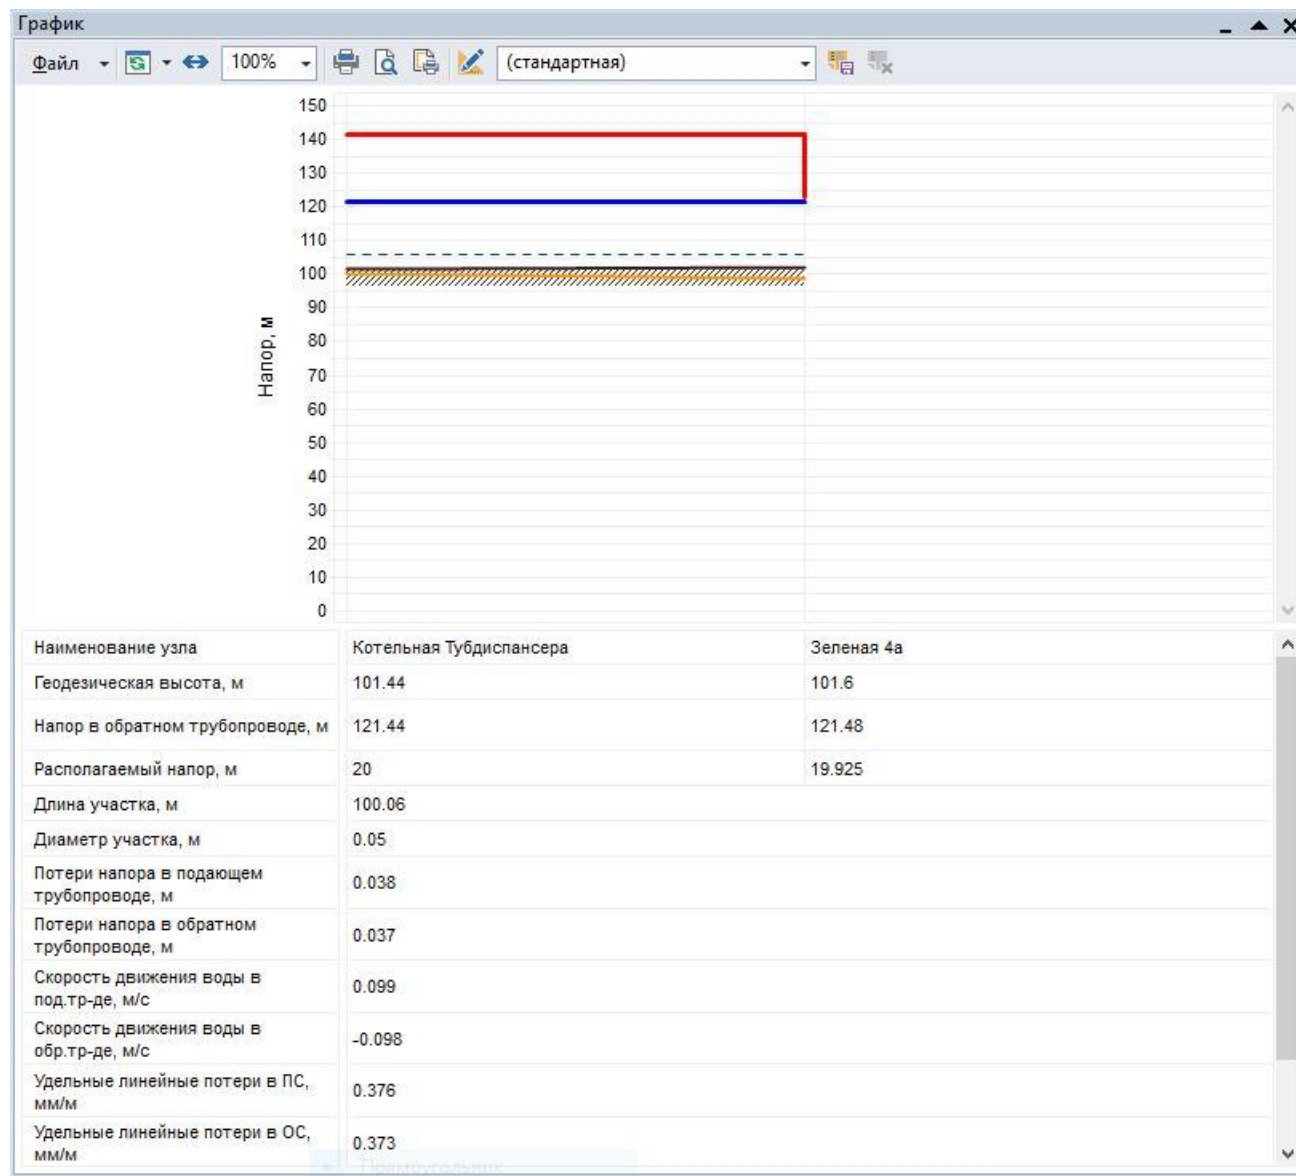 График
Файл 100% (стандартная)
150
140
130
120
110
100
90
80
70
60
50
40
30
20
10
0
Напор, м
Наименование узла Котельная Тубдиспансера Зеленая 4а
Геодезическая высота, м 101.44 101.6
Напор в обратном трубопроводе, м 121.44 121.48
Располагаемый напор, м 20 19.925
Длина участка, м 100.06
Диаметр участка, м 0.05
Потери напора в подающем
трубопроводе, м 0.038
Потери напора в обратном
трубопроводе, м 0.037
Скорость движения воды в
под.тр-де, м/с 0.099
Скорость движения воды в
обр.тр-де, м/с -0.098
Удельные линейные потери в ПС,
мм/м 0.376
Удельные линейные потери в ОС,
мм/м 0.373
Прямоугольник